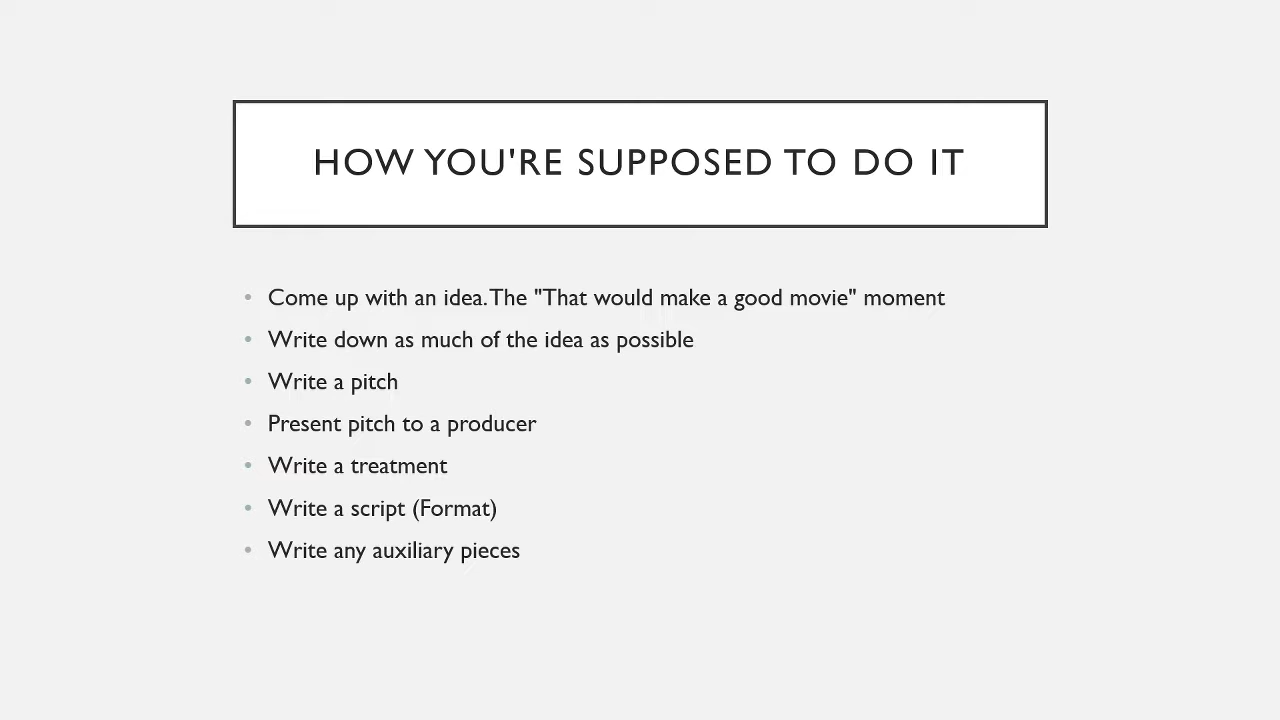 HOW YOU'RE SUPPOSED TO DO IT
• Come up with an idea. The "That would make a good movie" moment
• Write down as much of the idea as possible
• Write a pitch
• Present pitch to a producer
• Write a treatment
• Write a script (Format)
• Write any auxiliary pieces